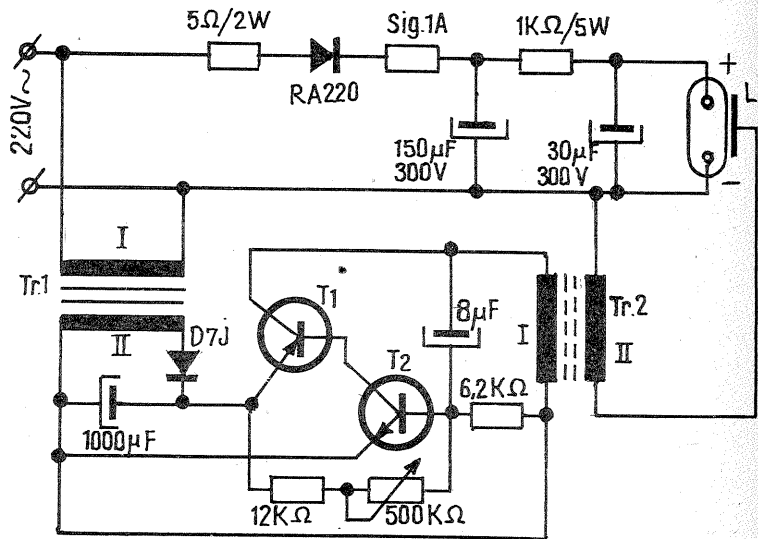 5Ω/2W
RA220
Sig.1A
1KΩ/5W
220V~
150μF
300V
30μF
300V
+
L
-
I
Tr.1
II
D7J
1000μF
T1
T2
8μF
6,2KΩ
12KΩ
500KΩ
I
Tr.2
II